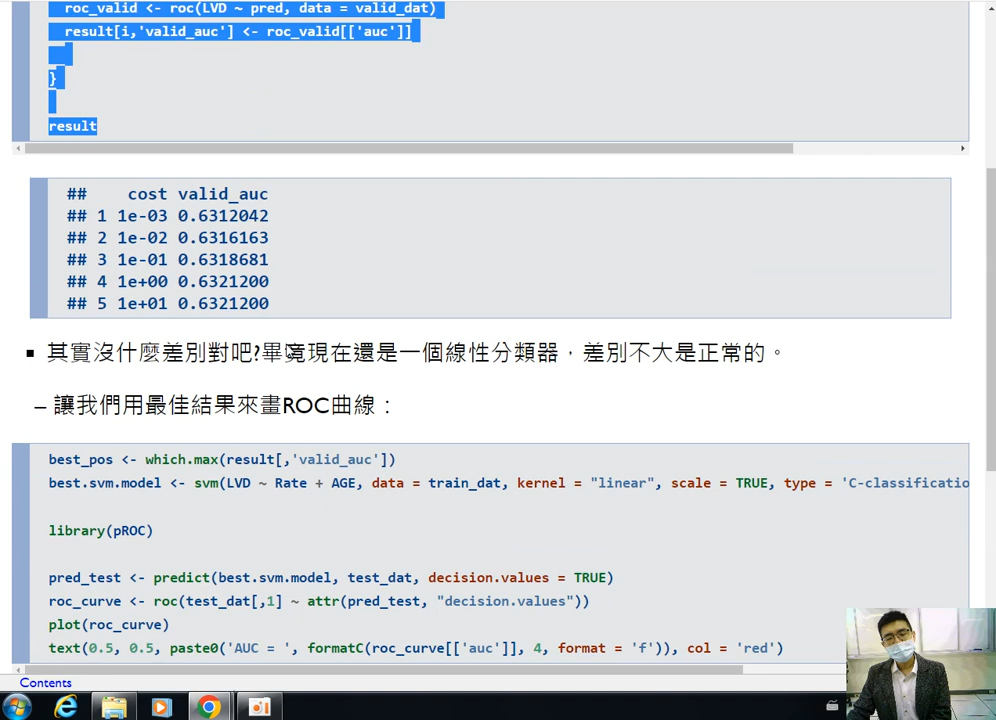 roc_valid <- roc(LVD ~ pred, data = valid_dat)
result[i,'valid_auc'] <- roc_valid[['auc']]
}
result
##    cost valid_auc
## 1 1e-03 0.6312042
## 2 1e-02 0.6316163
## 3 1e-01 0.6318681
## 4 1e+00 0.6321200
## 5 1e+01 0.6321200
▪ 其實沒什麼差別對吧?畢竟現在還是一個線性分類器，差別不大是正常的。
– 讓我們用最佳結果來畫ROC曲線：
best_pos <- which.max(result[,'valid_auc'])
best.svm.model <- svm(LVD ~ Rate + AGE, data = train_dat, kernel = "linear", scale = TRUE, type = 'C-classificatio
library(pROC)
pred_test <- predict(best.svm.model, test_dat, decision.values = TRUE)
roc_curve <- roc(test_dat[,1] ~ attr(pred_test, "decision.values"))
plot(roc_curve)
text(0.5, 0.5, paste0('AUC = ', formatC(roc_curve[['auc']], 4, format = 'f')), col = 'red')
Contents